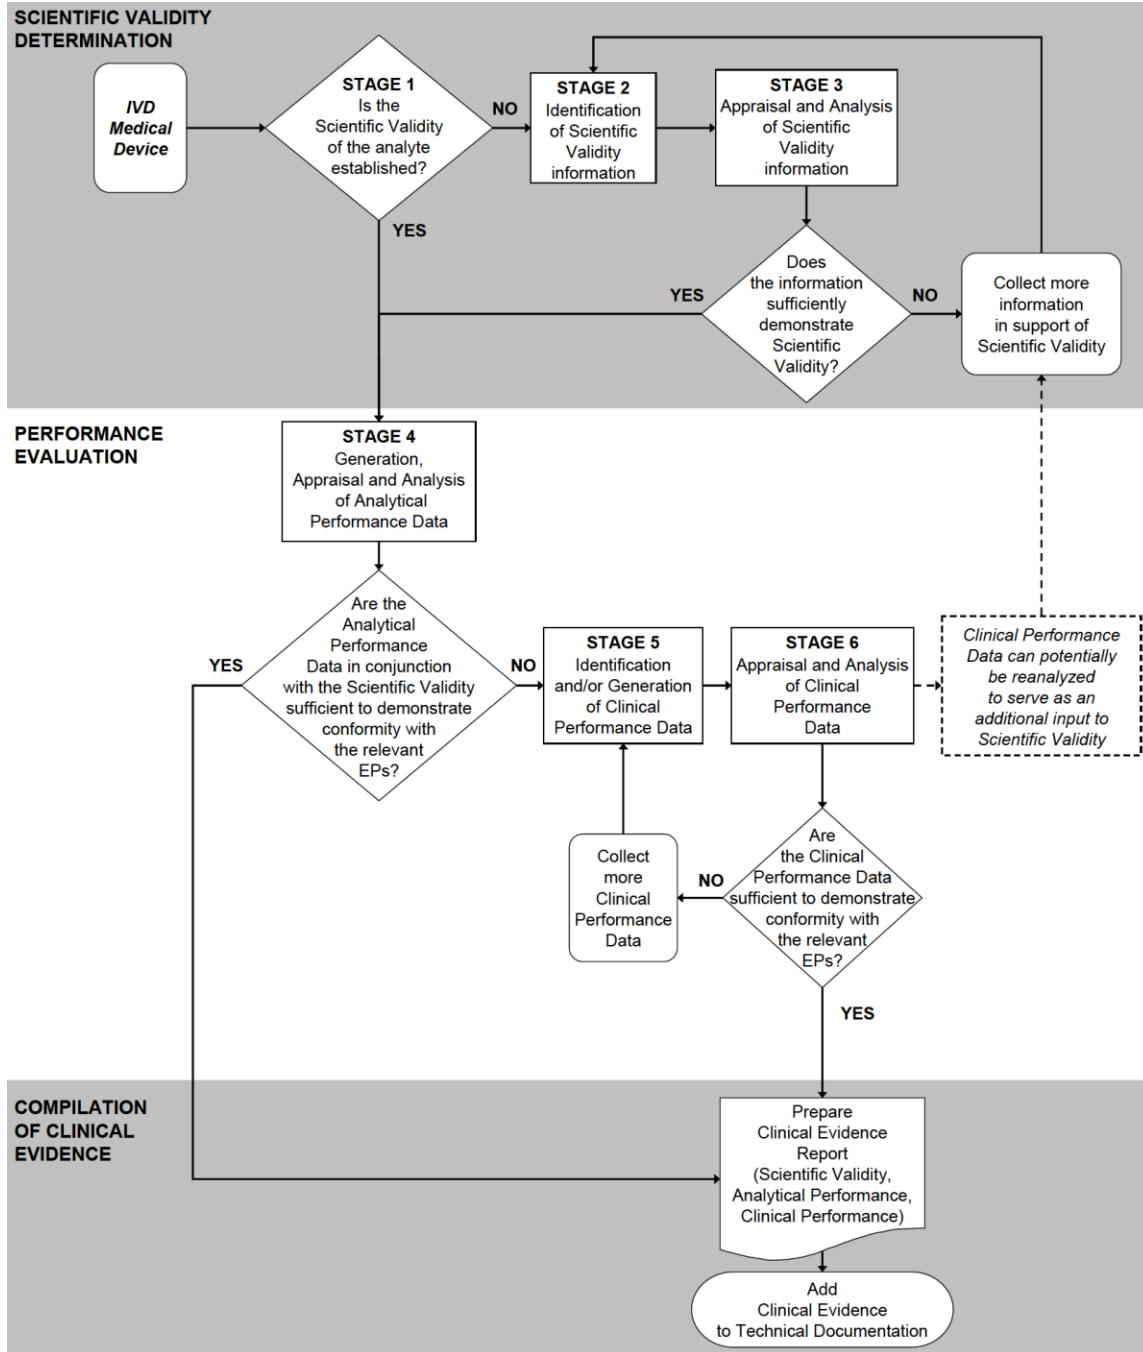 SCIENTIFIC VALIDITY
DETERMINATION
IVD
Medical
Device
STAGE 1
Is the
Scientific Validity
of the analyte
established?
NO
YES
STAGE 2
Identification
of Scientific
Validity
information
STAGE 3
Appraisal and Analysis
of Scientific
Validity
information
Does
the information
sufficiently
demonstrate
Scientific
Validity?
YES
NO
Collect more
information
in support of
Scientific Validity
PERFORMANCE
EVALUATION
STAGE 4
Generation,
Appraisal and Analysis
of Analytical
Performance Data
Are the
Analytical
Performance
Data in conjunction
with the Scientific Validity
sufficient to demonstrate
conformity with
the relevant
EPs?
YES
NO
STAGE 5
Identification
and/or Generation
of Clinical
Performance Data
STAGE 6
Appraisal and Analysis
of Clinical
Performance
Data
Clinical Performance
Data can potentially
be reanalyzed
to serve as an
additional input to
Scientific Validity
Collect
more
Clinical
Performance
Data
NO
Are
the Clinical
Performance Data
sufficient to demonstrate
conformity with
the relevant
EPs?
YES
COMPILATION
OF CLINICAL
EVIDENCE
Prepare
Clinical Evidence
Report
(Scientific Validity,
Analytical Performance,
Clinical Performance)
Add
Clinical Evidence
to Technical Documentation